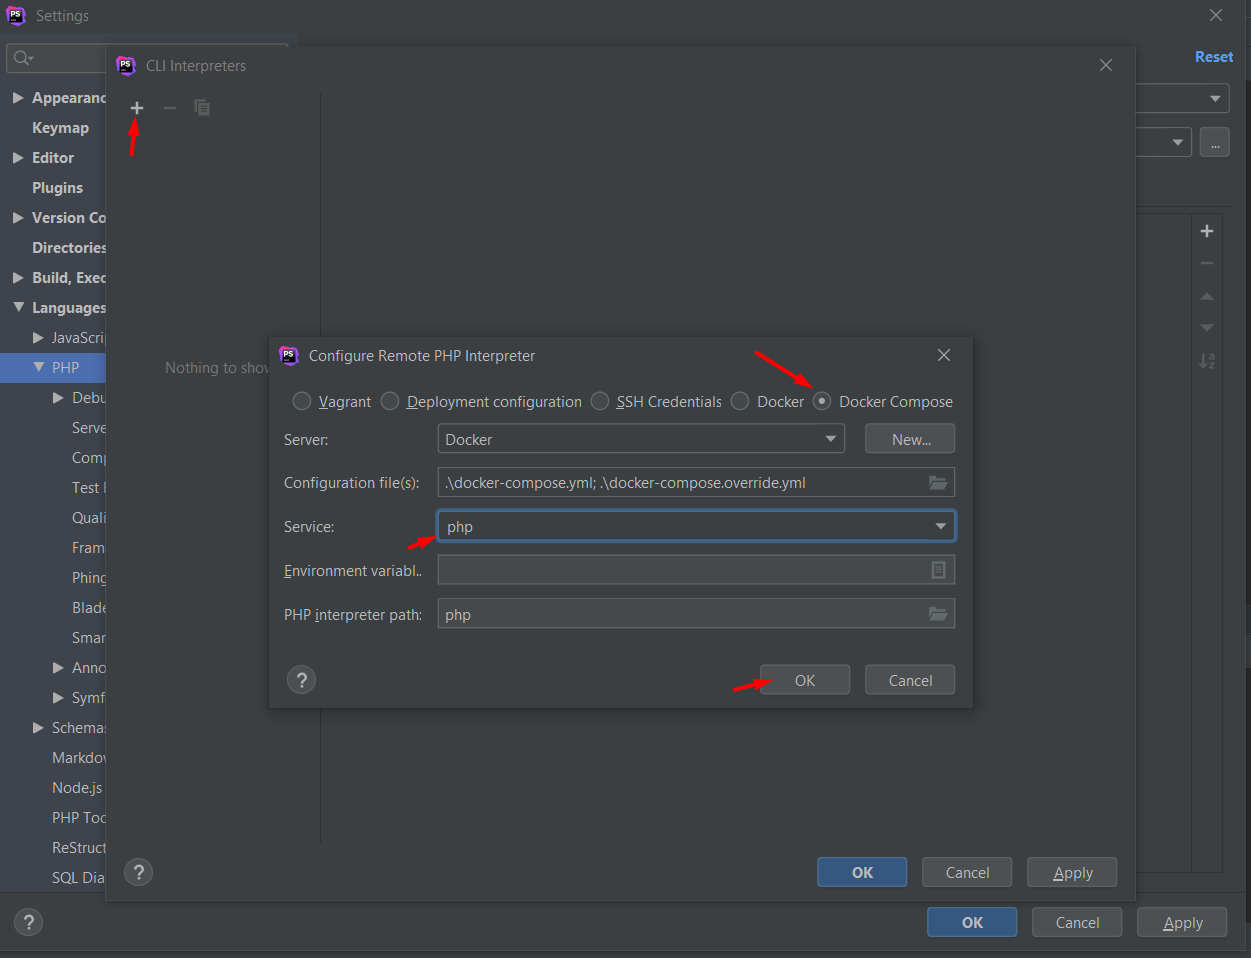 Settings
Reset
CLI Interpreters
Appearanc
Keymap
Editor
Plugins
Version Co
Directories
Build, Exec
Languages
JavaScri
PHP
Nothing to show
Debu
Serve
Comp
Test
Quali
Fram
Phing
Blade
Smar
Anno
Symf
Schemas
Markdov
Node.js
PHP Too
ReStruct
SQL Dia
...
Configure Remote PHP Interpreter
Vagrant Deployment configuration SSH Credentials Docker Docker Compose
Server: Docker New...
Configuration file(s): .\docker-compose.yml; .\docker-compose.override.yml
Service: php
Environment variabl..
PHP interpreter path: php
? OK Cancel
? OK Cancel Apply
? OK Cancel Apply